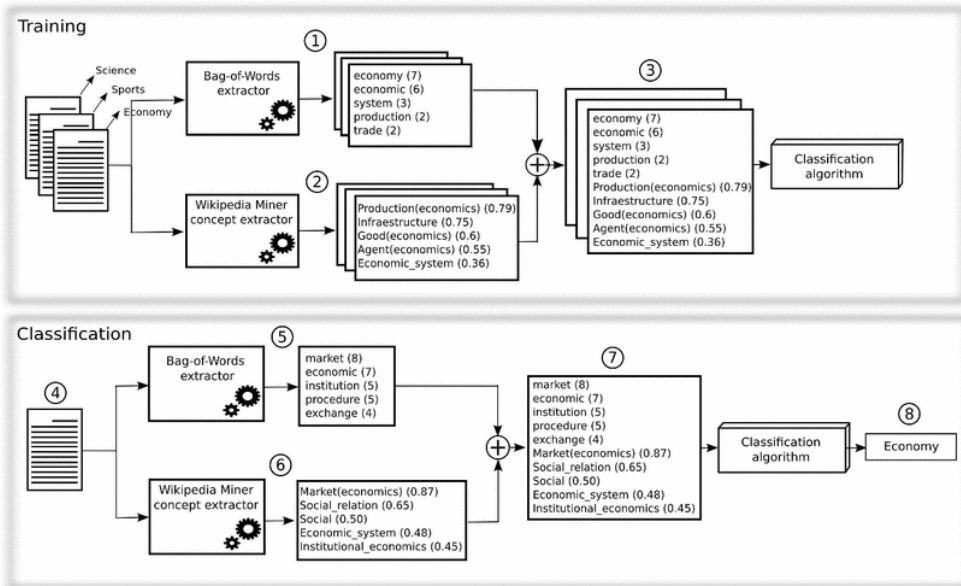 Training
Science
Sports
Economy
Bag-of-Words
extractor
1
economy (7)
economic (6)
system (3)
production (2)
trade (2)
Wikipedia Miner
concept extractor
2
Production(economics) (0.79)
Infraestructure (0.75)
Good(economics) (0.6)
Agent(economics) (0.55)
Economic_system (0.36)
+
3
economy (7)
economic (6)
system (3)
production (2)
trade (2)
Production(economics) (0.79)
Infraestructure (0.75)
Good(economics) (0.6)
Agent(economics) (0.55)
Economic_system (0.36)
Classification
algorithm
Classification
4
Bag-of-Words
extractor
5
market (8)
economic (7)
institution (5)
procedure (5)
exchange (4)
Wikipedia Miner
concept extractor
6
Market(economics) (0.87)
Social_relation (0.65)
Social (0.50)
Economic_system (0.48)
Institutional_economics (0.45)
+
7
market (8)
economic (7)
institution (5)
procedure (5)
exchange (4)
Market(economics) (0.87)
Social_relation (0.65)
Social (0.50)
Economic_system (0.48)
Institutional_economics (0.45)
Classification
algorithm
8
Economy